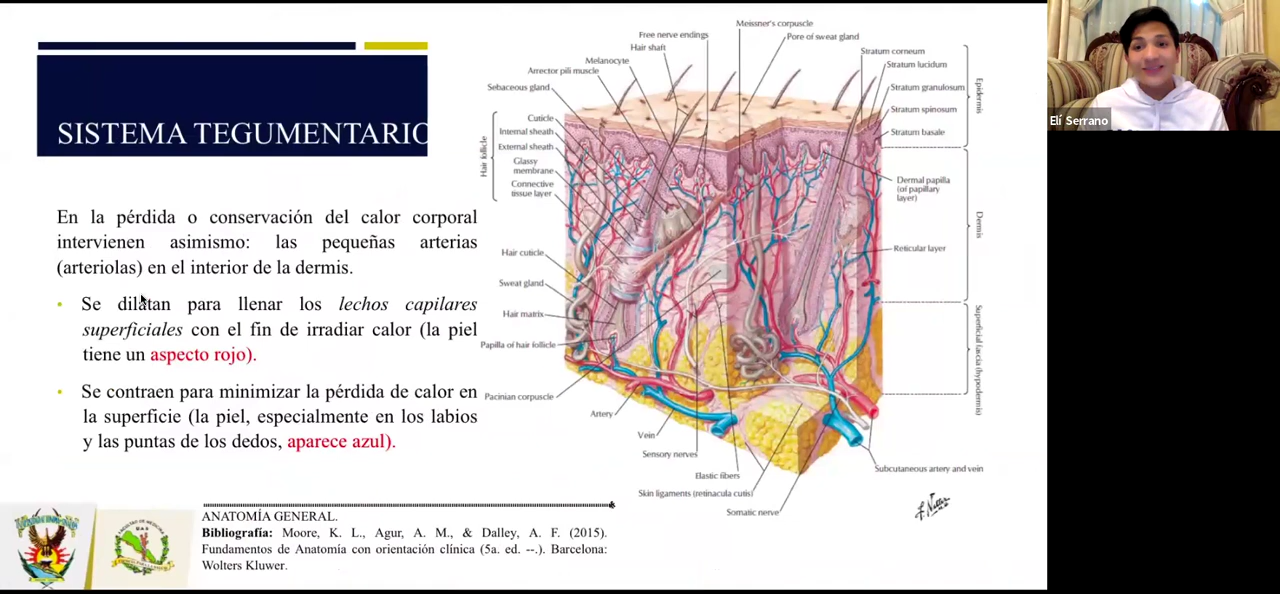 SISTEMA TEGUMENTARIO
En la pérdida o conservación del calor corporal
intervienen asimismo: las pequeñas arterias
(arteriolas) en el interior de la dermis.
Se dilatan para llenar los lechos capilares
superficiales con el fin de irradiar calor (la piel
tiene un aspecto rojo).
Se contraen para minimizar la pérdida de calor en
la superficie (la piel, especialmente en los labios
y las puntas de los dedos, aparece azul).
Meissner's corpuscle
Free nerve endings
Pore of sweat gland
Hair shaft
Melanocyte
Arrector pili muscle
Sebaceous gland
Cuticle
Internal sheath
External sheath
Glassy
membrane
Connective
tissue layer
Hair follicle
Hair cuticle
Sweat gland
Hair matrix
Papilla of hair follicle
Pacinian corpuscle
Artery
Vein
Sensory nerves
Elastic fibers
Skin ligaments (retinacula cutis)
Somatic nerve
Stratum corneum
Stratum lucidum
Stratum granulosum
Stratum spinosum
Stratum basale
Epidermis
Dermal papilla
(of papillary
layer)
Dermis
Reticular layer
Superficial fascia (hypodermis)
Subcutaneous artery and vein
F. Netter
Elí Serrano
ANATOMÍA GENERAL.
Bibliografía: Moore, K. L., Agur, A. M., & Dalley, A. F. (2015).
Fundamentos de Anatomía con orientación clínica (5a. ed. --.). Barcelona:
Wolters Kluwer.